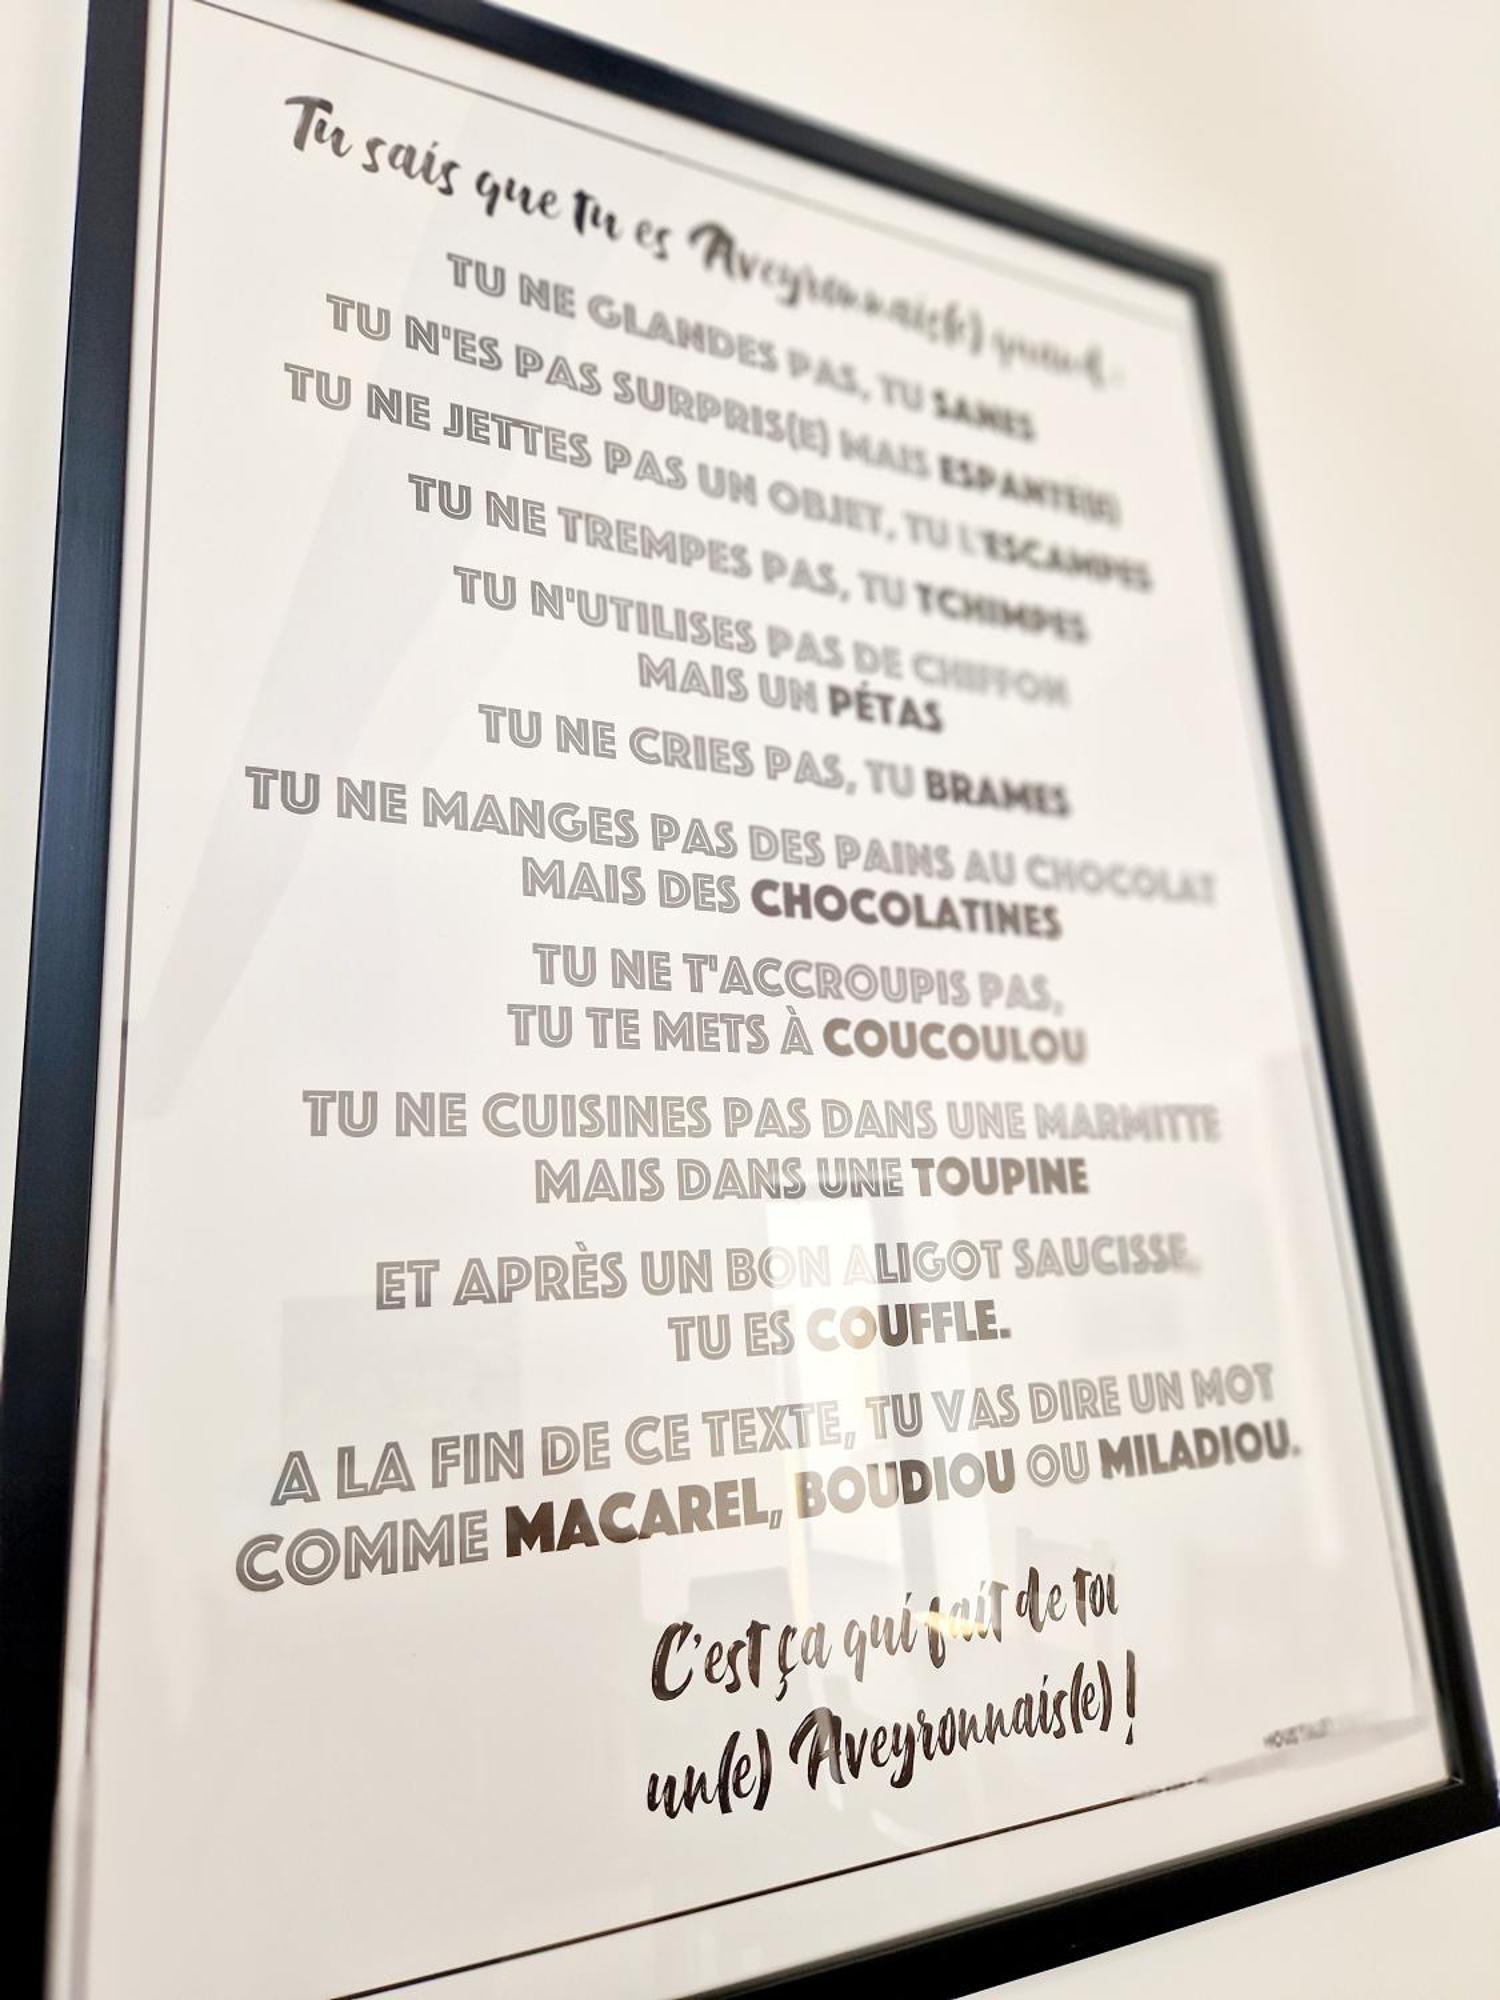 Tu sais que tu es Aveyronnais(e) quand :
TU NE GLANDES PAS, TU SANES
TU N'ES PAS SURPRIS(E) MAIS ESPANTÉ(E)
TU NE JETTES PAS UN OBJET, TU L'ESCAMPES
TU NE TREMPES PAS, TU TCHIMPES
TU N'UTILISES PAS DE CHIFFON
MAIS UN PÉTAS
TU NE CRIES PAS, TU BRAMES
TU NE MANGES PAS DES PAINS AU CHOCOLAT
MAIS DES CHOCOLATINES
TU NE T'ACCROUPIS PAS,
TU TE METS À COUCOULOU
TU NE CUISINES PAS DANS UNE MARMITTE
MAIS DANS UNE TOUPINE
ET APRÈS UN BON ALIGOT SAUCISSE,
TU ES COUFFLE.
A LA FIN DE CE TEXTE, TU VAS DIRE UN MOT
COMME MACAREL, BOUDIOU OU MILADIOU.
C'est ça qui fait de toi
un(e) Aveyronnais(e) !